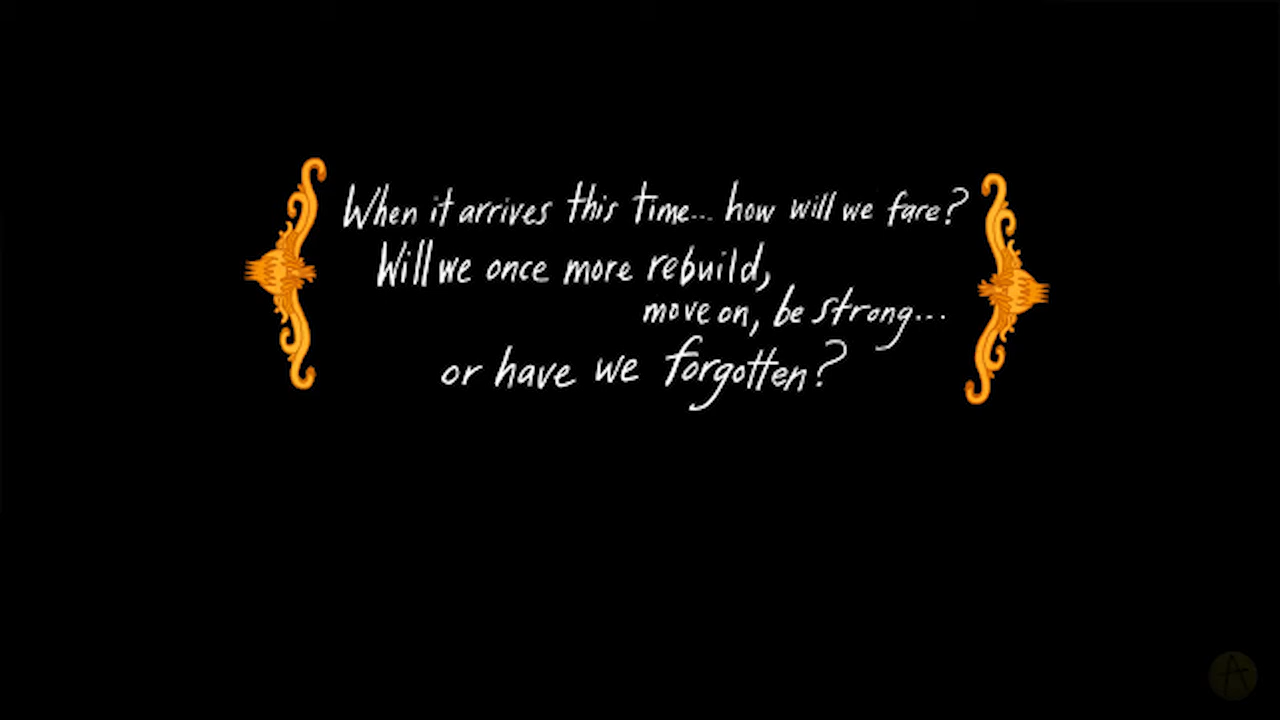 When it arrives this time... how will we fare?
Will we once more rebuild,
move on, be strong...
or have we forgotten?
A